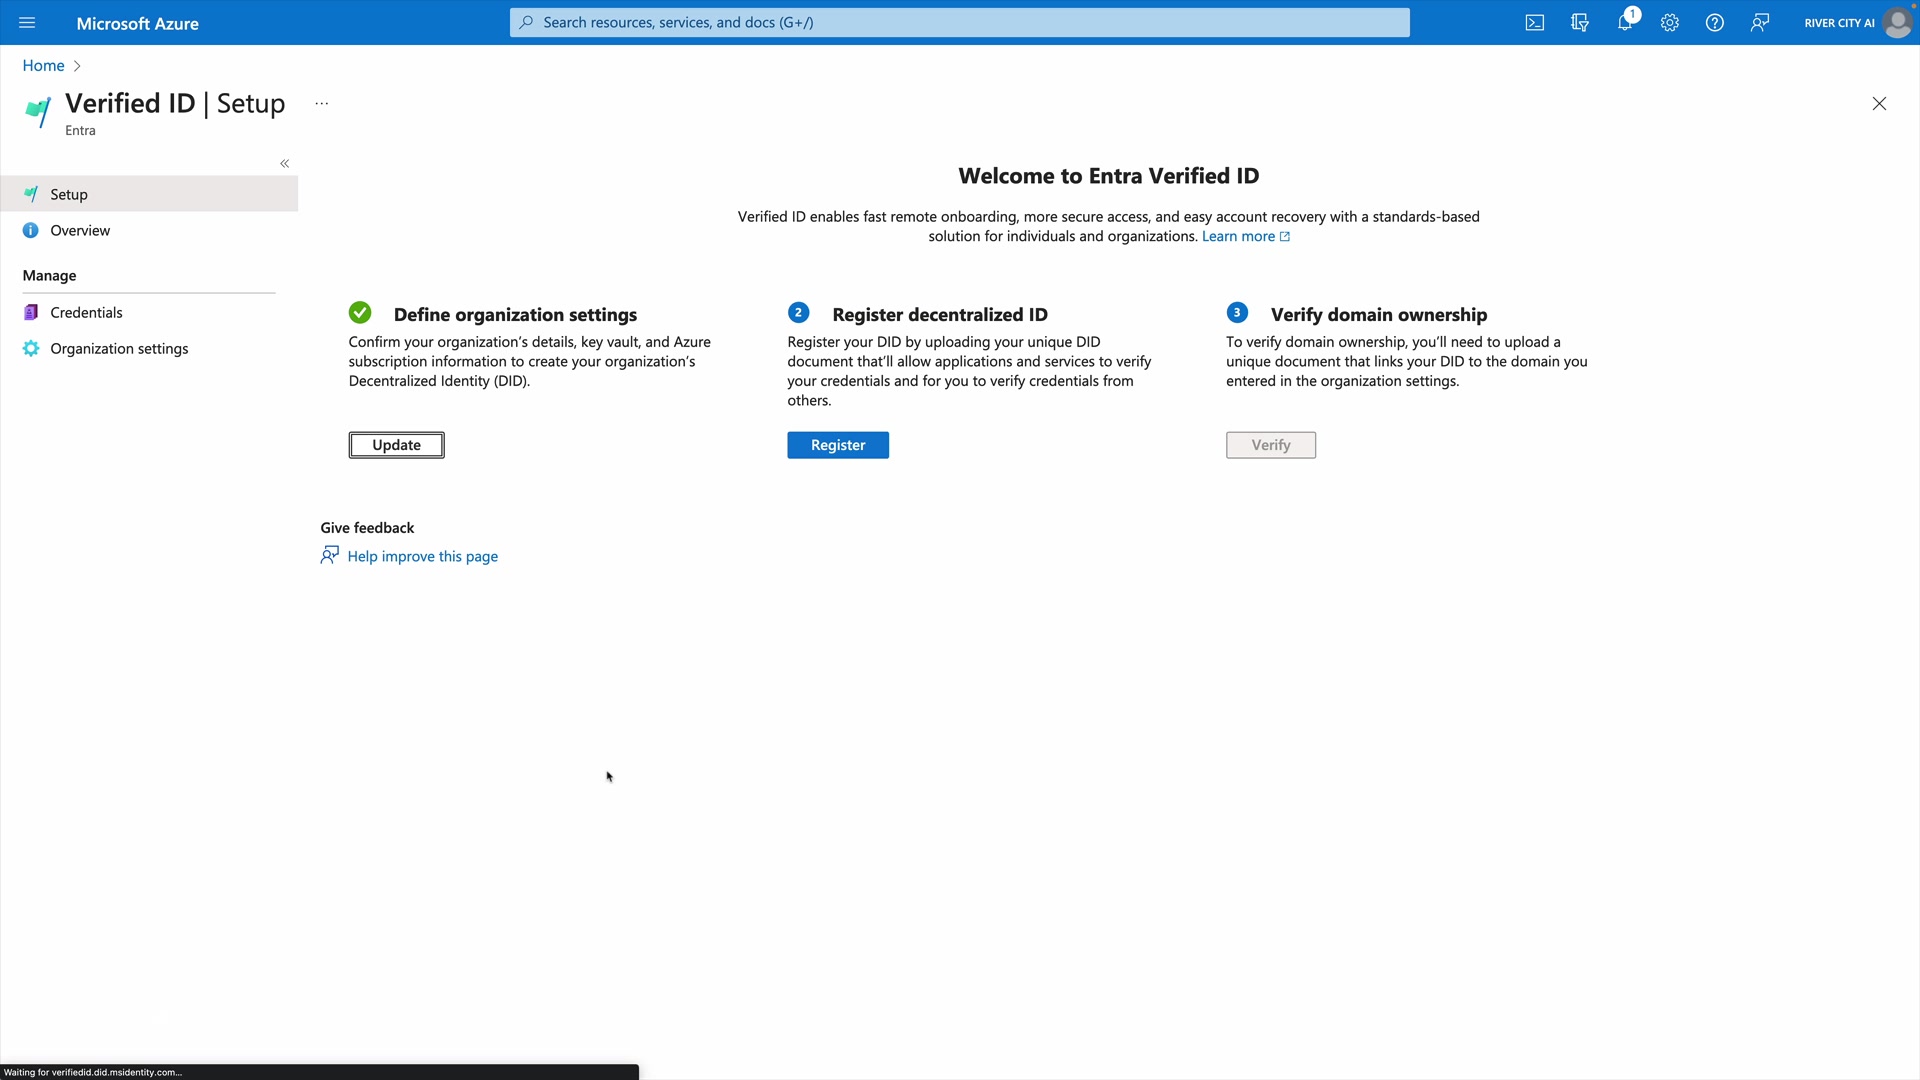 Microsoft Azure
Search resources, services, and docs (G+/)
1
RIVER CITY AI
Home
Verified ID | Setup
...
Entra
Setup
Overview
Manage
Credentials
Organization settings
Welcome to Entra Verified ID
Verified ID enables fast remote onboarding, more secure access, and easy account recovery with a standards-based
solution for individuals and organizations. Learn more
Define organization settings
Confirm your organization's details, key vault, and Azure
subscription information to create your organization's
Decentralized Identity (DID).
Update
2 Register decentralized ID
Register your DID by uploading your unique DID
document that'll allow applications and services to verify
your credentials and for you to verify credentials from
others.
Register
3 Verify domain ownership
To verify domain ownership, you'll need to upload a
unique document that links your DID to the domain you
entered in the organization settings.
Verify
Give feedback
Help improve this page
Waiting for verifiedid.did.msidentity.com...